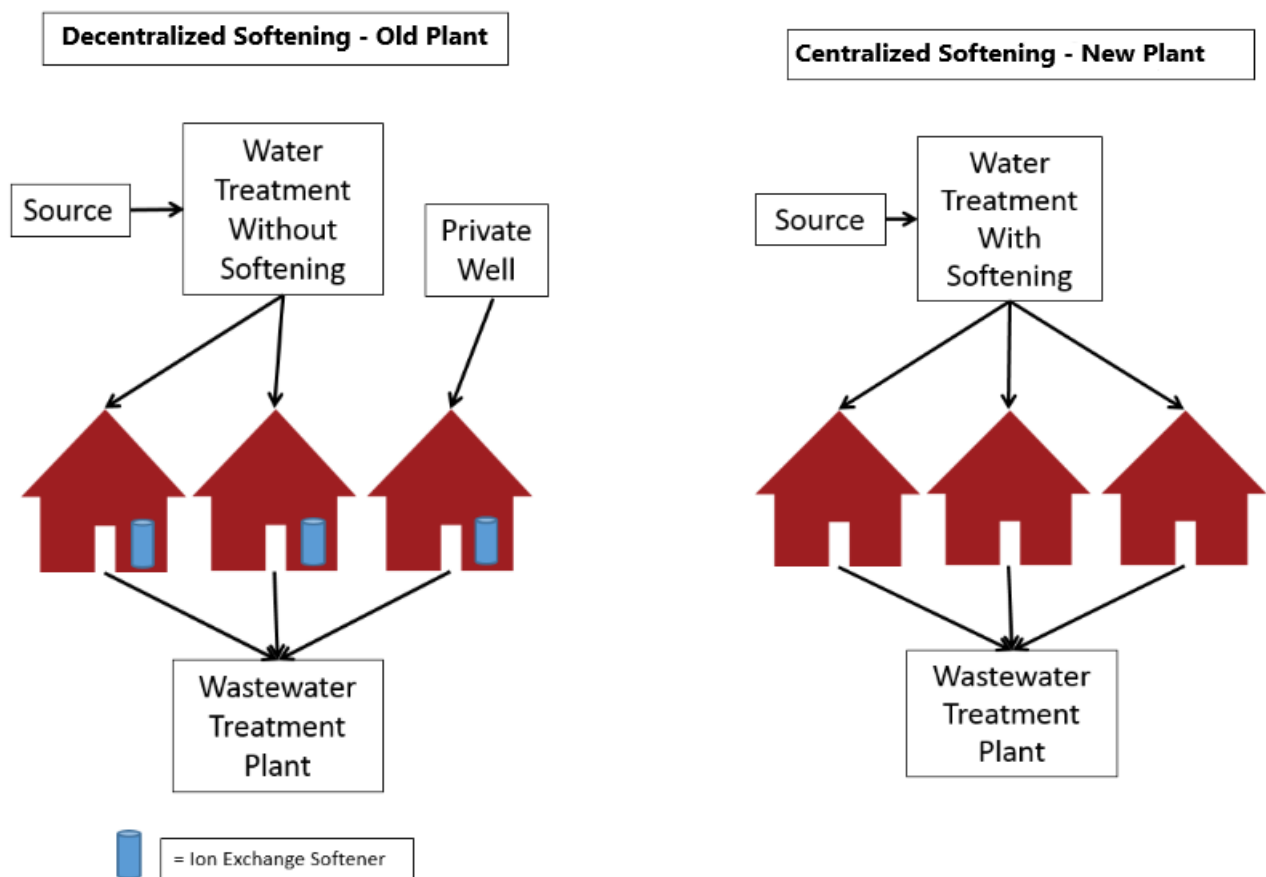 Decentralized Softening - Old Plant
Centralized Softening - New Plant
Water
Treatment
Without
Softening
Source
Private
Well
Water
Treatment
With
Softening
Source
Wastewater
Treatment
Plant
Wastewater
Treatment
Plant
= Ion Exchange Softener